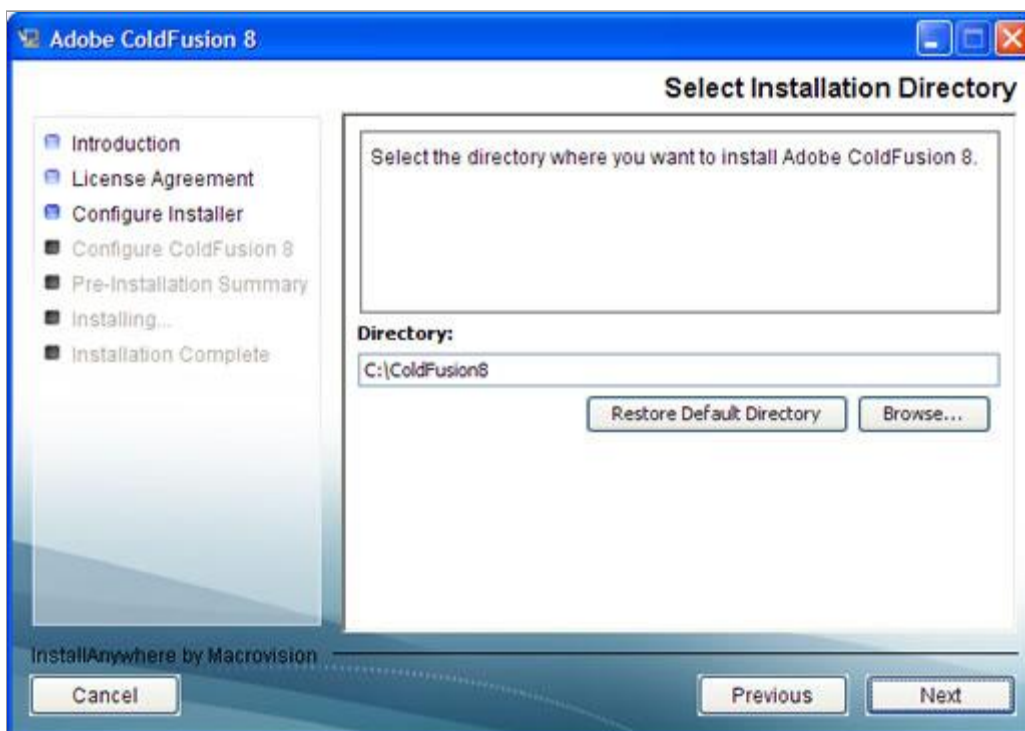 Adobe ColdFusion 8
Select Installation Directory
Introduction
License Agreement
Configure Installer
Configure ColdFusion 8
Pre-Installation Summary
Installing...
Installation Complete
Select the directory where you want to install Adobe ColdFusion 8.
Directory:
C:\ColdFusion8
Restore Default Directory
Browse...
InstallAnywhere by Macrovision
Cancel
Previous
Next